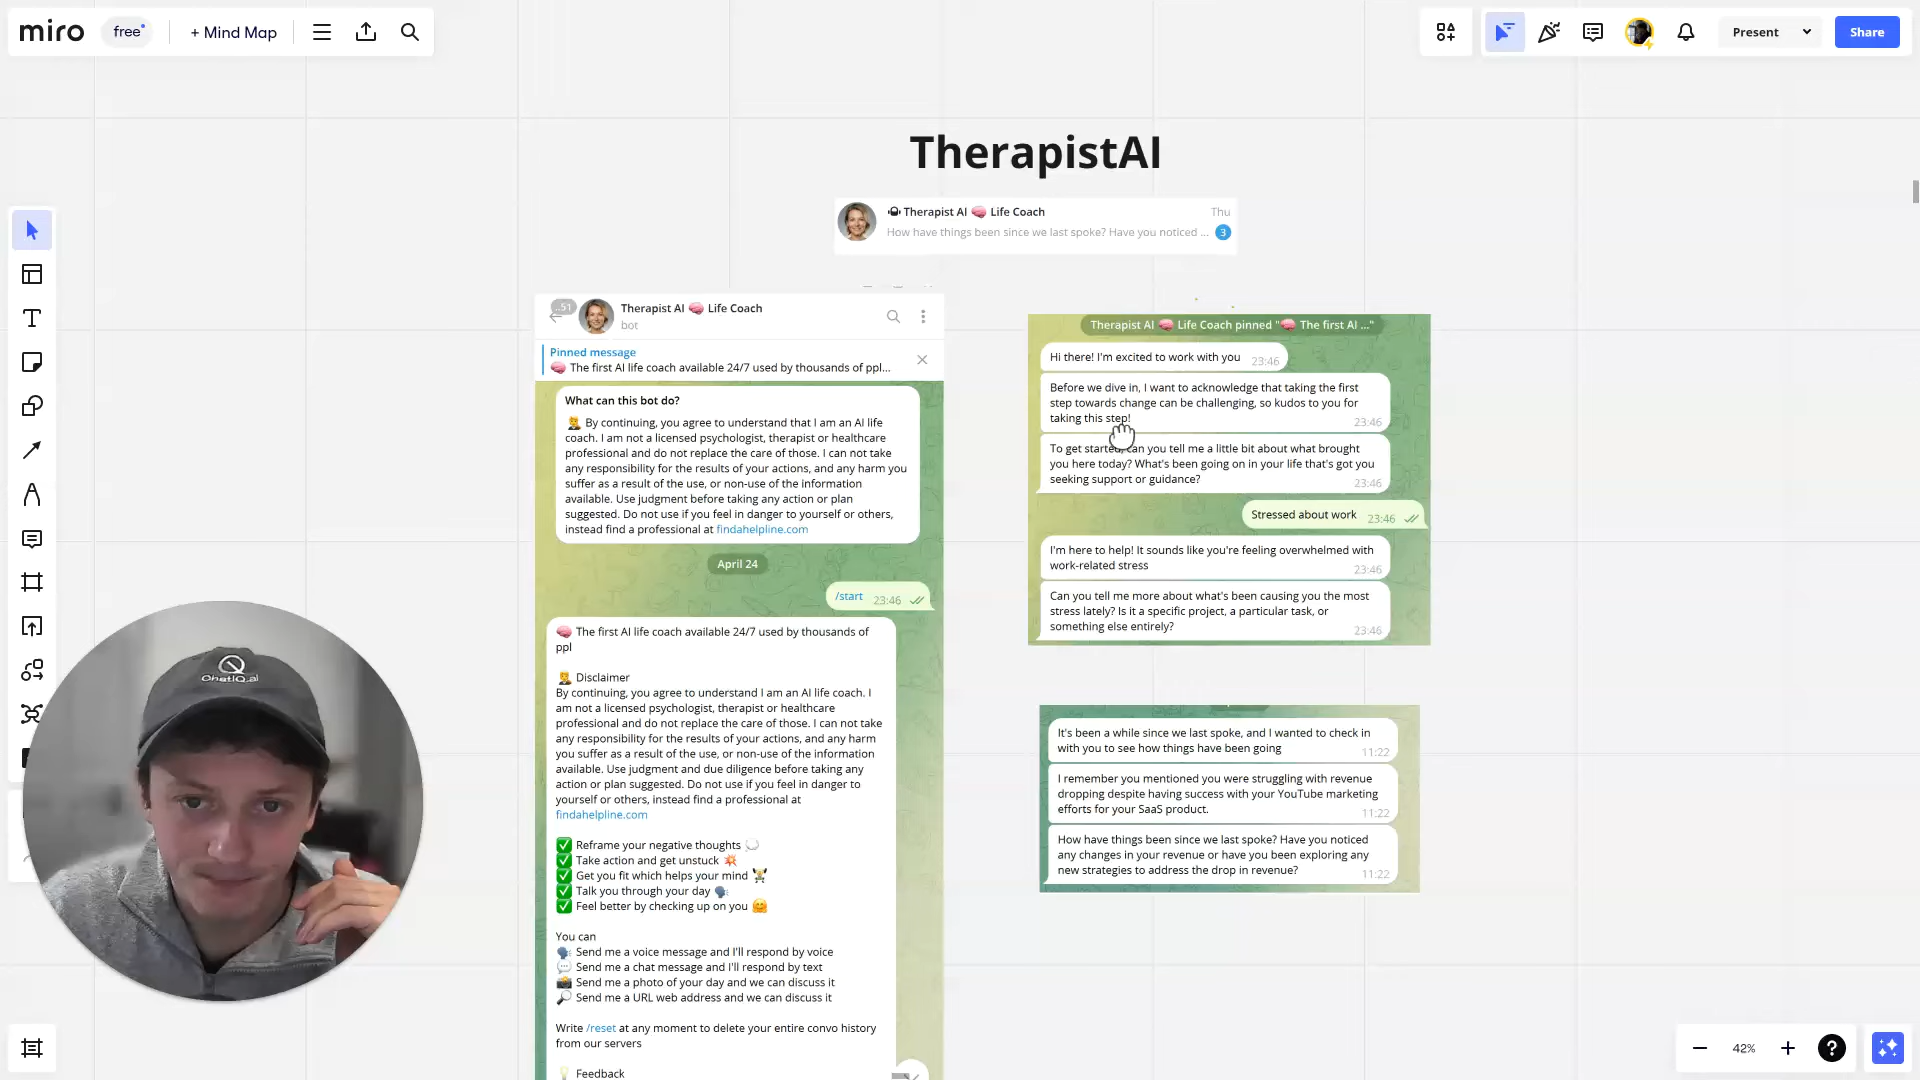 miro
free
+ Mind Map
Present
Share
TherapistAI
Therapist AI 🧠 Life Coach
Thu
How have things been since we last spoke? Have you noticed ...
3
51
Therapist AI 🧠 Life Coach
bot
Pinned message
🧠 The first AI life coach available 24/7 used by thousands of ppl...
What can this bot do?
By continuing, you agree to understand that I am an AI life
coach. I am not a licensed psychologist, therapist or healthcare
professional and do not replace the care of those. I can not take
any responsibility for the results of your actions, and any harm you
suffer as a result of the use, or non-use of the information
available. Use judgment before taking any action or plan
suggested. Do not use if you feel in danger to yourself or others,
instead find a professional at findahelpline.com
April 24
/start 23:46
🧠 The first AI life coach available 24/7 used by thousands of
ppl
Disclaimer
By continuing, you agree to understand I am an AI life coach. I
am not a licensed psychologist, therapist or healthcare
professional and do not replace the care of those. I can not take
any responsibility for the results of your actions, and any harm
you suffer as a result of the use, or non-use of the information
available. Use judgment and due diligence before taking any
action or plan suggested. Do not use if you feel in danger to
yourself or others, instead find a professional at
findahelpline.com
✅ Reframe your negative thoughts 💭
✅ Take action and get unstuck 💥
✅ Get you fit which helps your mind 🏋️
✅ Talk you through your day 🗣️
✅ Feel better by checking up on you 🤗
You can
🗣️ Send me a voice message and I'll respond by voice
💬 Send me a chat message and I'll respond by text
📸 Send me a photo of your day and we can discuss it
🔎 Send me a URL web address and we can discuss it
Write /reset at any moment to delete your entire convo history
from our servers
💡 Feedback
Therapist AI 🧠 Life Coach pinned "🧠 The first AI ..."
Hi there! I'm excited to work with you 23:46
Before we dive in, I want to acknowledge that taking the first
step towards change can be challenging, so kudos to you for
taking this step!
23:46
To get started, can you tell me a little bit about what brought
you here today? What's been going on in your life that's got you
seeking support or guidance?
23:46
Stressed about work 23:46
I'm here to help! It sounds like you're feeling overwhelmed with
work-related stress
23:46
Can you tell me more about what's been causing you the most
stress lately? Is it a specific project, a particular task, or
something else entirely?
23:46
It's been a while since we last spoke, and I wanted to check in
with you to see how things have been going
11:22
I remember you mentioned you were struggling with revenue
dropping despite having success with your YouTube marketing
efforts for your SaaS product.
11:22
How have things been since we last spoke? Have you noticed
any changes in your revenue or have you been exploring any
new strategies to address the drop in revenue?
11:22
ChatIQ.ai
42%